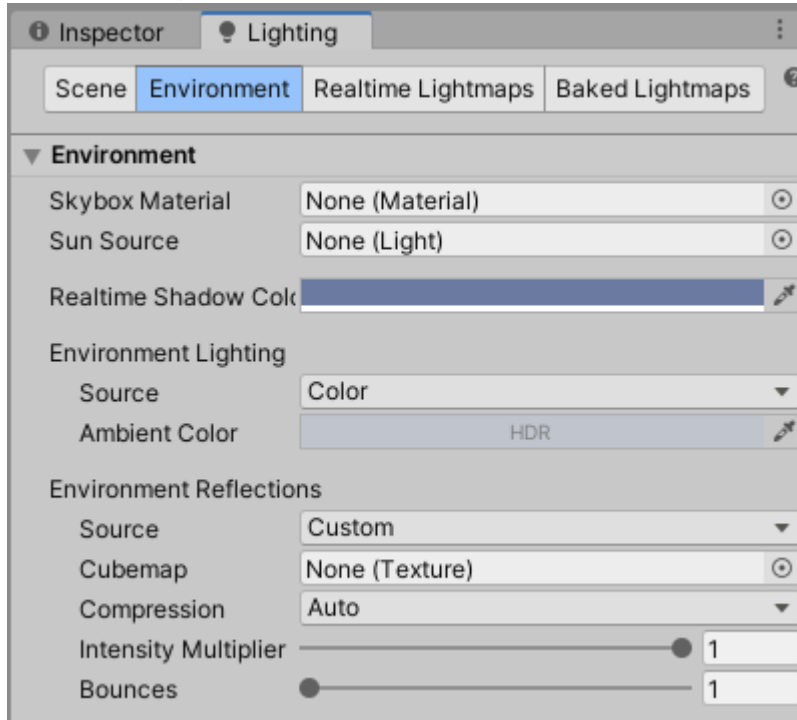 Inspector Lighting
Scene Environment Realtime Lightmaps Baked Lightmaps
Environment
Skybox Material None (Material)
Sun Source None (Light)
Realtime Shadow Colo
Environment Lighting
Source Color
Ambient Color HDR
Environment Reflections
Source Custom
Cubemap None (Texture)
Compression Auto
Intensity Multiplier 1
Bounces 1